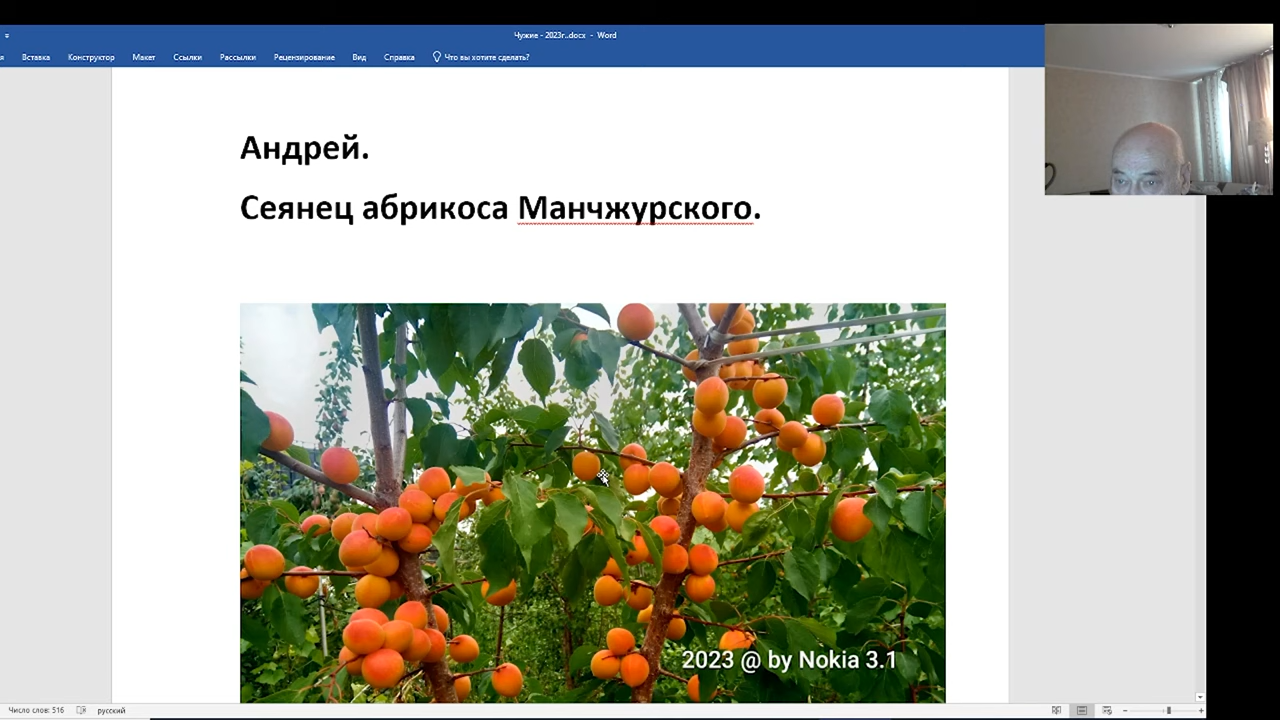 Чужие - 2023г..docx - Word
Вставка Конструктор Макет Ссылки Рассылки Рецензирование Вид Справка Что вы хотите сделать?
Андрей.
Сеянец абрикоса Манчжурского.
2023 @ by Nokia 3.1
Число слов: 516 русский